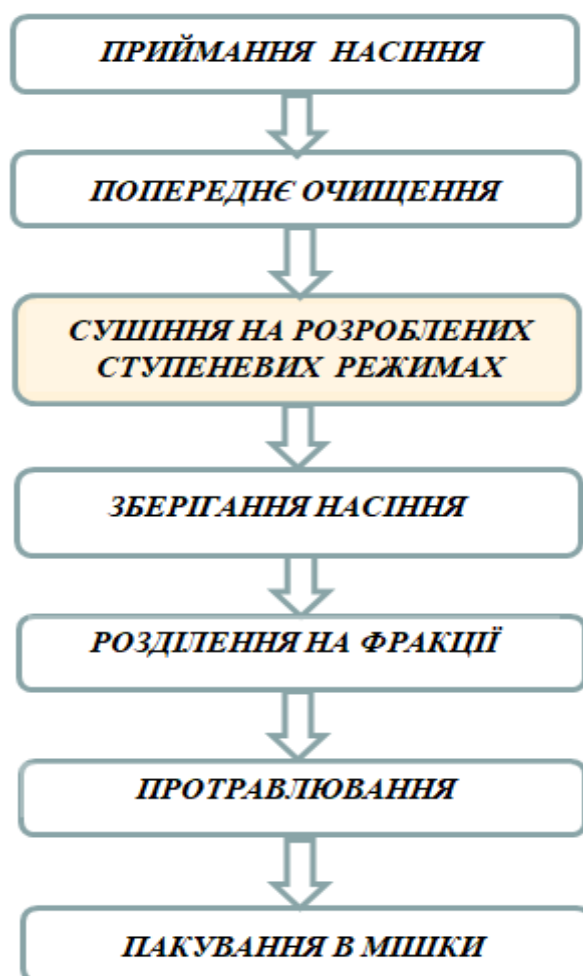 ПРИЙМАННЯ НАСІННЯ
ПОПЕРЕДНЄ ОЧИЩЕННЯ
СУШІННЯ НА РОЗРОБЛЕНИХ
СТУПЕНЕВИХ РЕЖИМАХ
ЗБЕРІГАННЯ НАСІННЯ
РОЗДІЛЕННЯ НА ФРАКЦІЇ
ПРОТРАВЛЮВАННЯ
ПАКУВАННЯ В МІШКИ